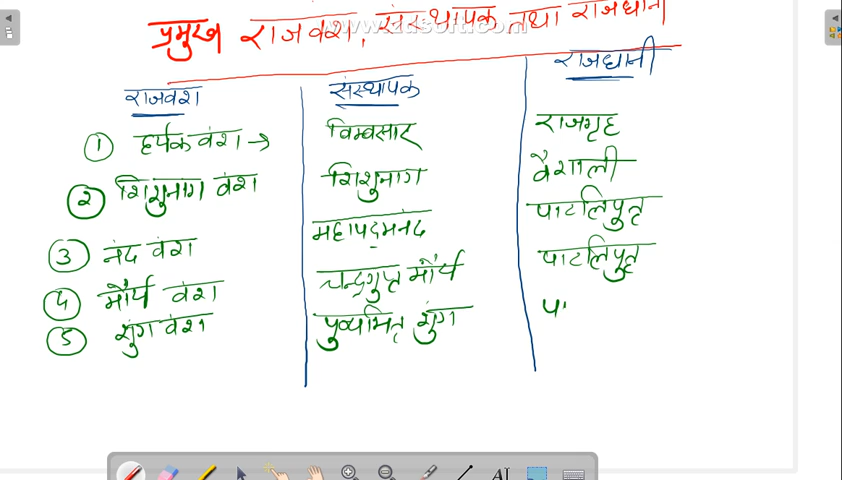 प्रमुख राजवंश, संस्थापक तथा राजधानी
राजवंश संस्थापक राजधानी
① हर्यक वंश → विम्वसार राजगृह
② शिशुनाग वंश शिशुनाग वैशाली
③ नंद वंश महापद्मनंद पाटलिपुत्र
④ मौर्य वंश चन्द्रगुप्त मौर्य पाटलिपुत्र
⑤ सुंग वंश पुष्यमित्र सुंग प